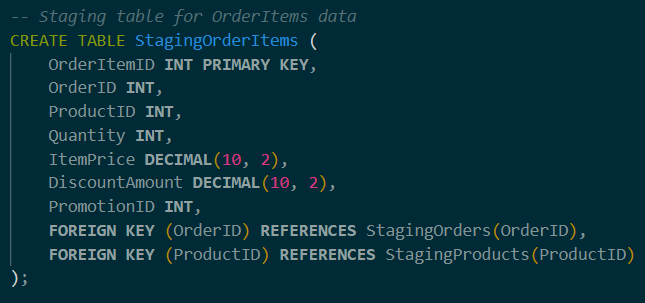 -- Staging table for OrderItems data
CREATE TABLE StagingOrderItems (
    OrderItemID INT PRIMARY KEY,
    OrderID INT,
    ProductID INT,
    Quantity INT,
    ItemPrice DECIMAL(10, 2),
    DiscountAmount DECIMAL(10, 2),
    PromotionID INT,
    FOREIGN KEY (OrderID) REFERENCES StagingOrders(OrderID),
    FOREIGN KEY (ProductID) REFERENCES StagingProducts(ProductID)
);